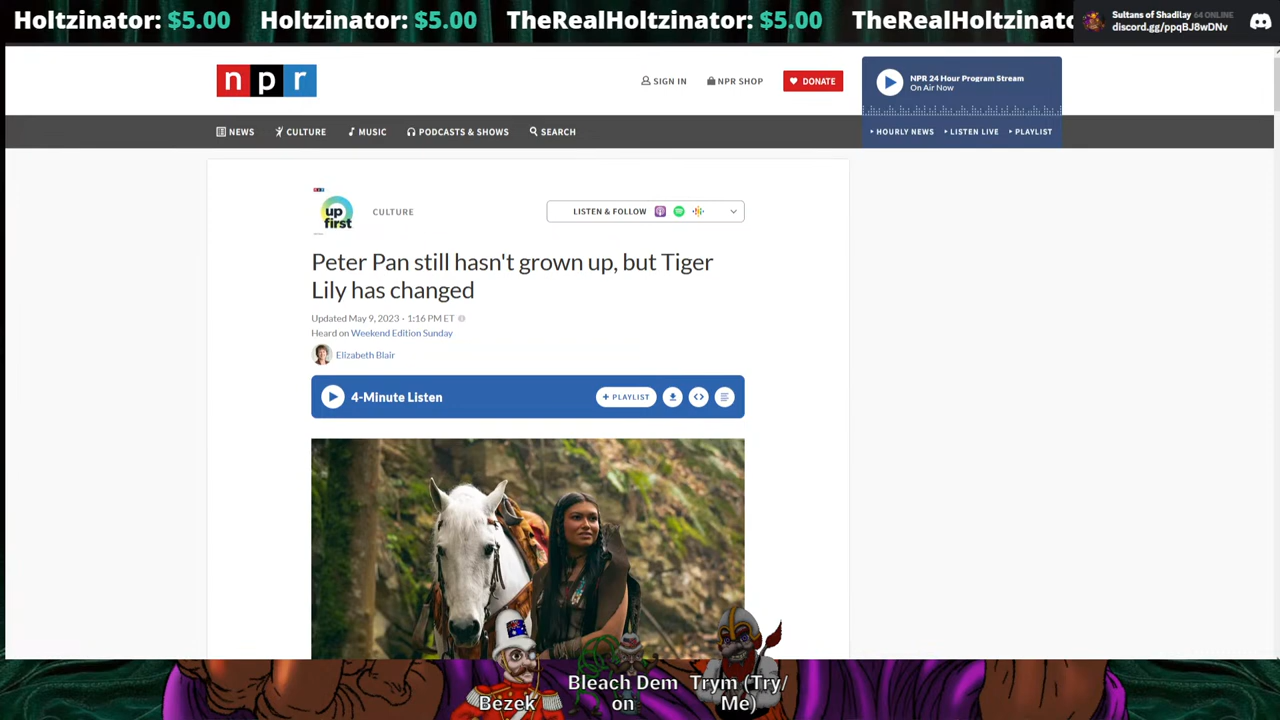 Holtzinator: $5.00 Holtzinator: $5.00 TheRealHoltzinator: $5.00 TheRealHoltzinato
Sultans of Shadilay 64 ONLINE
discord.gg/ppqBJ8wDNv
npr
SIGN IN NPR SHOP DONATE
NPR 24 Hour Program Stream
On Air Now
NEWS CULTURE MUSIC PODCASTS & SHOWS SEARCH
HOURLY NEWS LISTEN LIVE PLAYLIST
up
first
CULTURE
LISTEN & FOLLOW
Peter Pan still hasn't grown up, but Tiger
Lily has changed
Updated May 9, 2023 · 1:16 PM ET
Heard on Weekend Edition Sunday
Elizabeth Blair
4-Minute Listen
+ PLAYLIST
Bezek
Bleach Dem
on
Trym (Try/
Me)